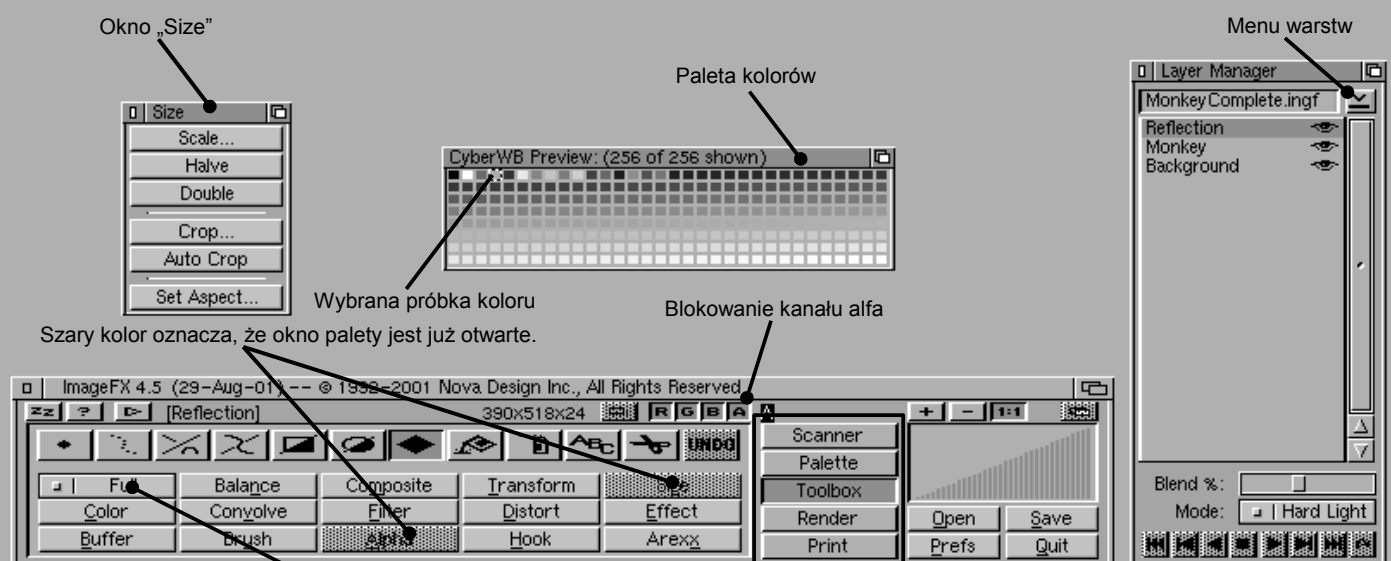 Okno „Size”
Menu warstw
Paleta kolorów
Layer Manager
MonkeyComplete.ingf
Size
Scale...
Halve
Double
Crop...
Auto Crop
Set Aspect...
CyberWB Preview: (256 of 256 shown)
Reflection
Monkey
Background
Wybrana próbka koloru
Blokowanie kanału alfa
Szary kolor oznacza, że okno palety jest już otwarte.
ImageFX 4.5 (29-Aug-01) -- © 1992-2001 Nova Design Inc., All Rights Reserved
zz ? [Reflection] 390x518x24 R G B A + - 1:1
ABC UNDO
Scanner
Palette
Toolbox
Render
Print
Full Balance Composite Transform
Color Convolve Filter Distort Effect
Buffer Brush Alpha Hook Arexx
Open Save
Prefs Quit
Blend %:
Mode: Hard Light